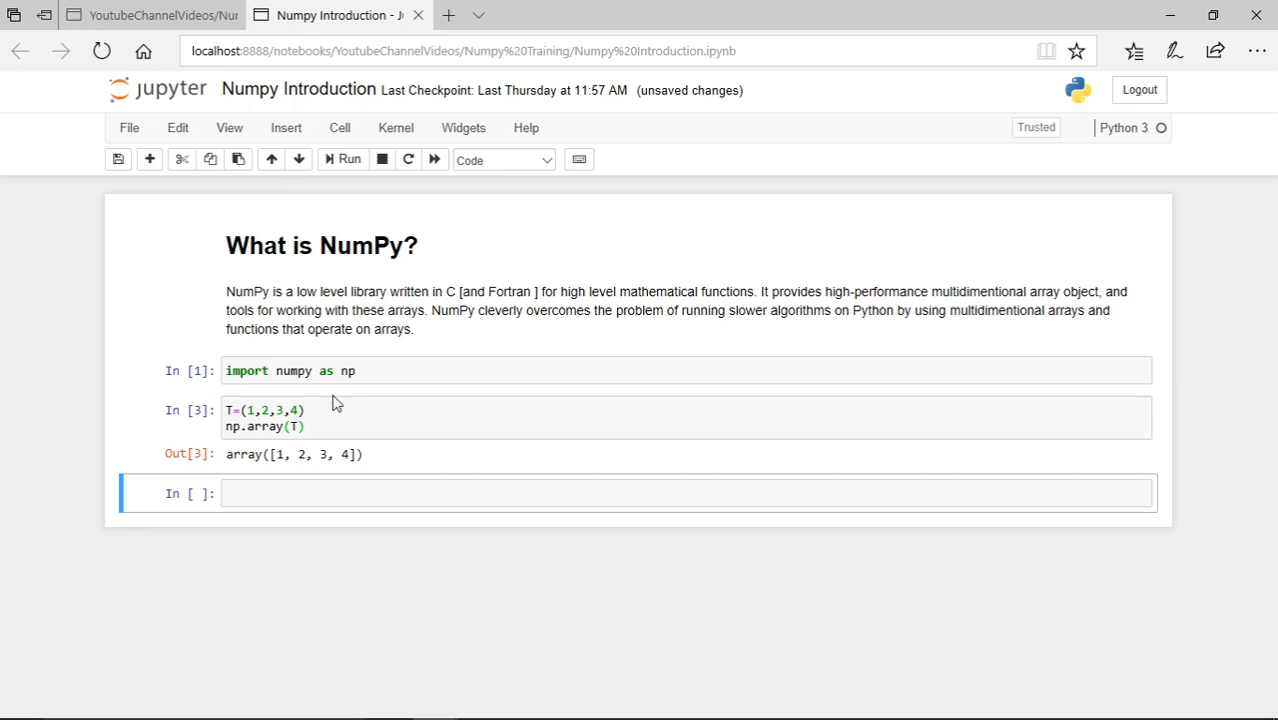 YoutubeChannelVideos/Nur
Numpy Introduction - Ju
localhost:8888/notebooks/YoutubeChannelVideos/Numpy%20Training/Numpy%20Introduction.ipynb
jupyter Numpy Introduction Last Checkpoint: Last Thursday at 11:57 AM (unsaved changes)
Logout
File Edit View Insert Cell Kernel Widgets Help
Trusted
Python 3
Run
Code
What is NumPy?
NumPy is a low level library written in C [and Fortran ] for high level mathematical functions. It provides high-performance multidimentional array object, and
tools for working with these arrays. NumPy cleverly overcomes the problem of running slower algorithms on Python by using multidimentional arrays and
functions that operate on arrays.
In [1]: import numpy as np
In [3]: T=(1,2,3,4)
np.array(T)
Out[3]: array([1, 2, 3, 4])
In [ ]: